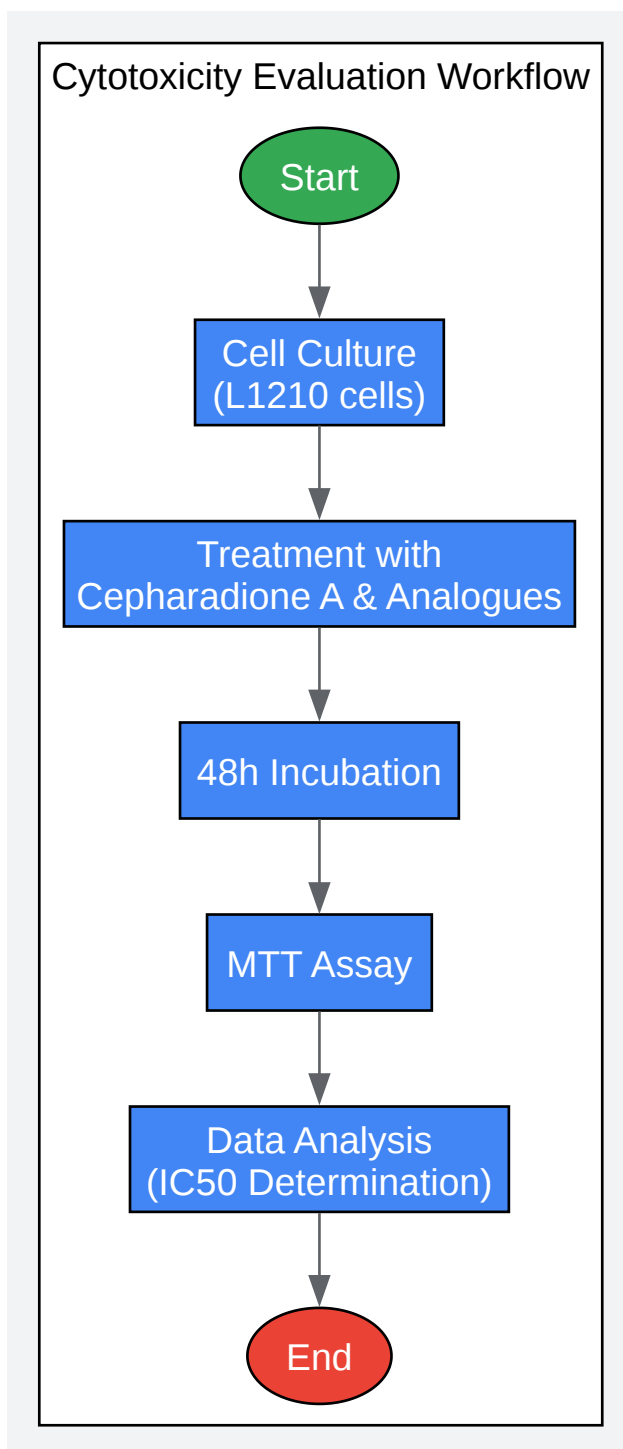 Cytotoxicity Evaluation Workflow
Start
Cell Culture
(L1210 cells)
Treatment with
Cepharadione A & Analogues
48h Incubation
MTT Assay
Data Analysis
(IC50 Determination)
End